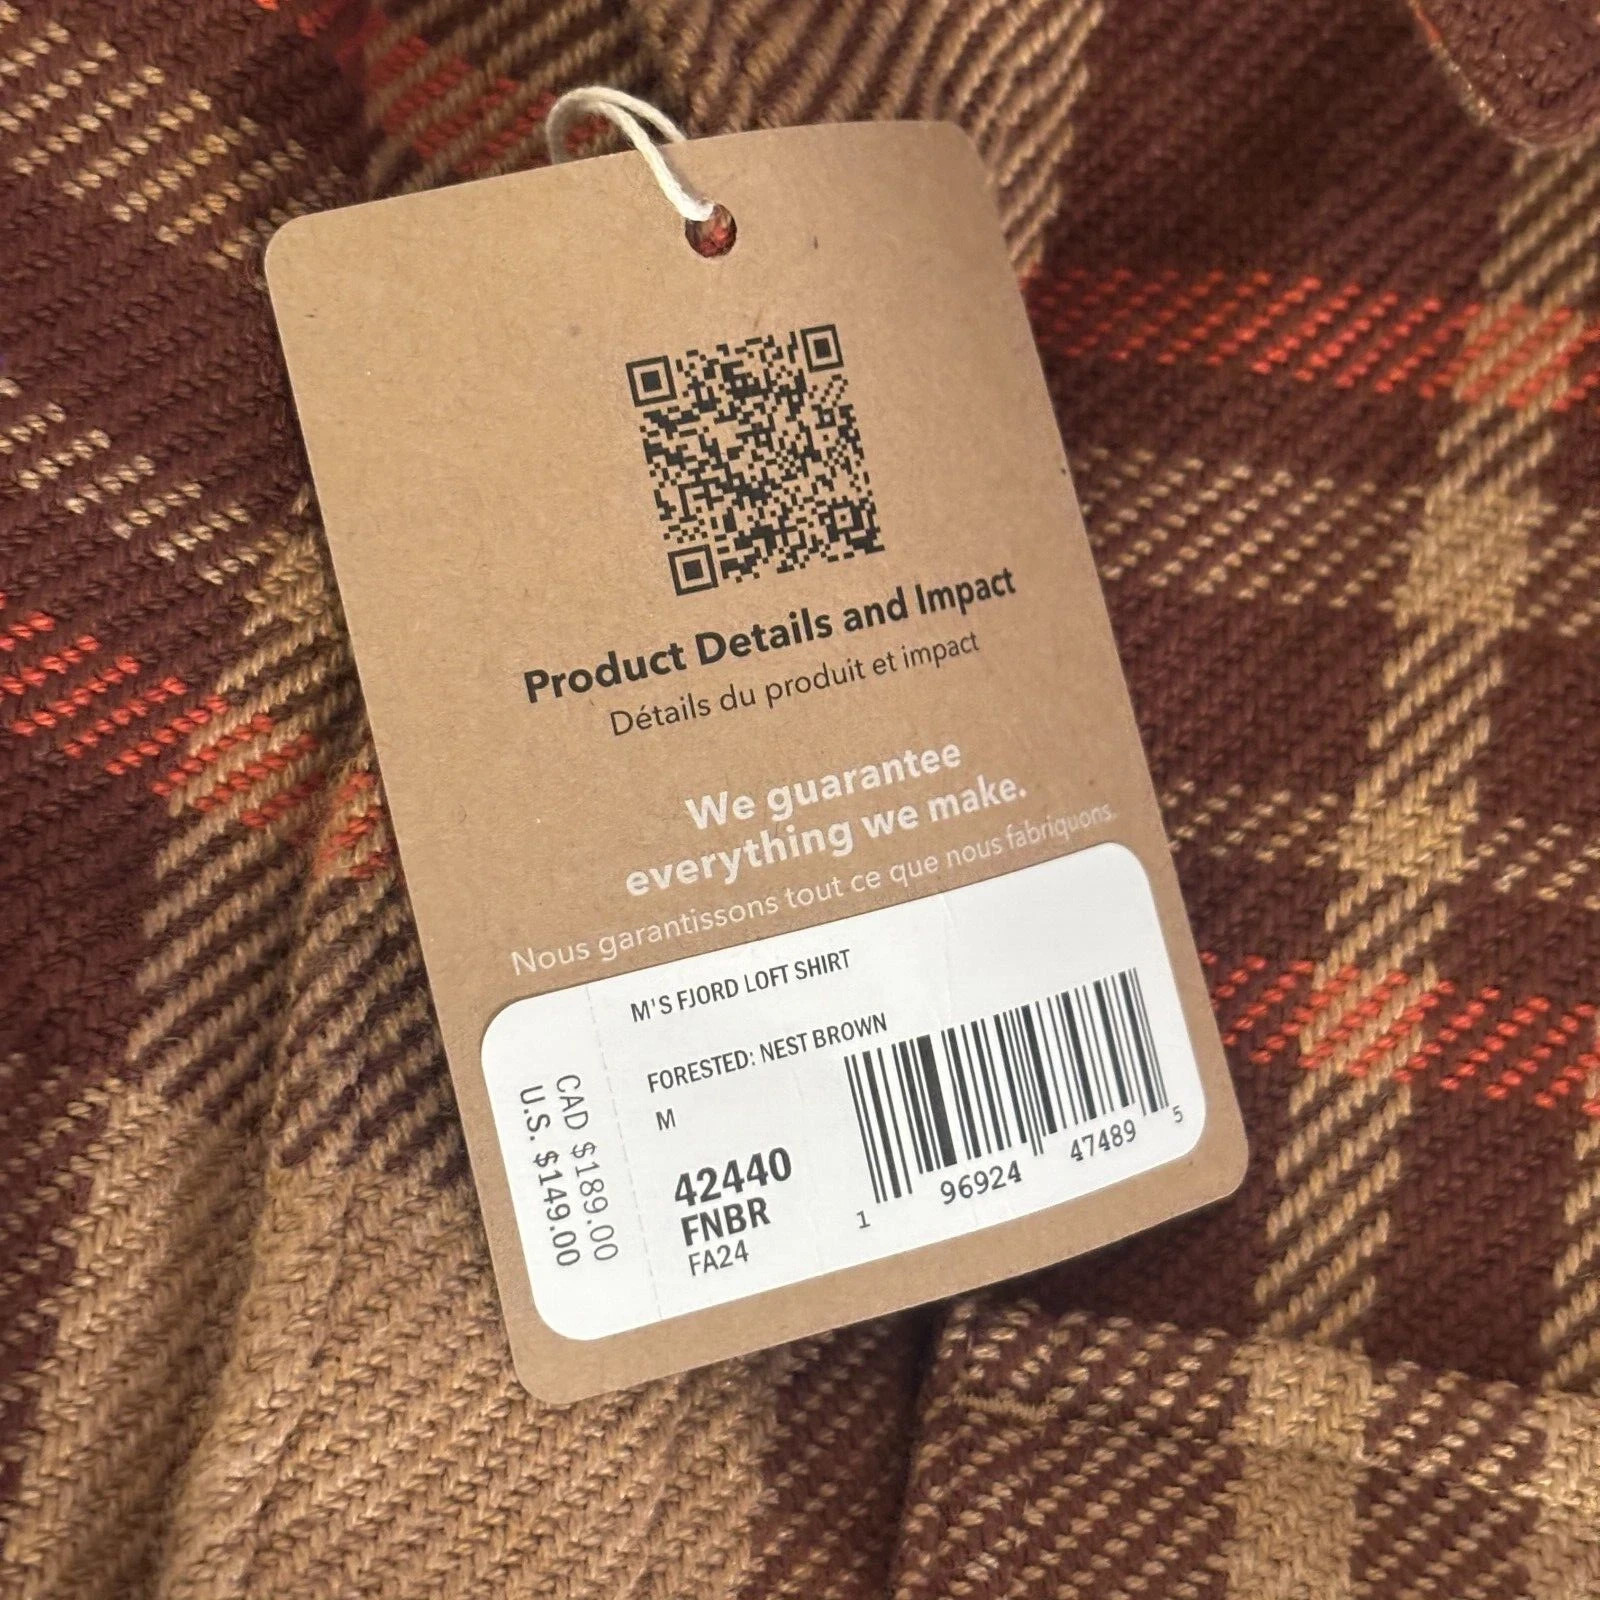 Product Details and Impact
Détails du produit et impact
We guarantee
everything we make.
Nous garantissons tout ce que nous fabriquons.
M'S FJORD LOFT SHIRT
FORESTED: NEST BROWN
M
42440
FNBR
FA24
1 96924 47489 5
CAD $189.00
U.S. $149.00